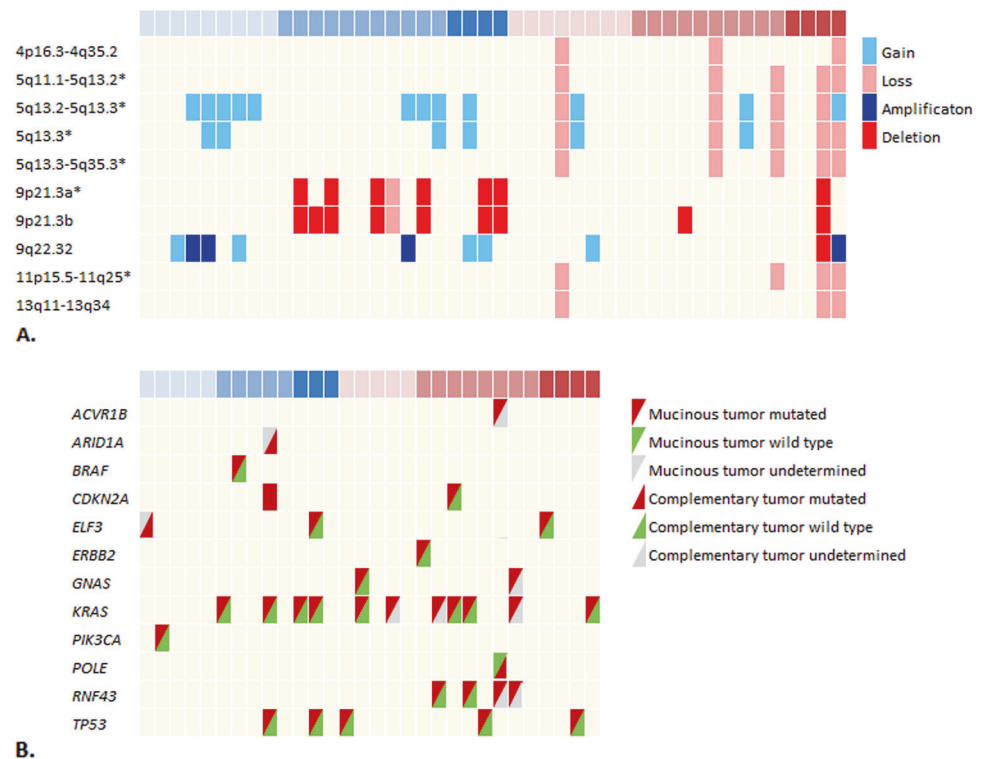 4p16.3-4q35.2
5q11.1-5q13.2*
5q13.2-5q13.3*
5q13.3*
5q13.3-5q35.3*
9p21.3a*
9p21.3b
9q22.32
11p15.5-11q25*
13q11-13q34
Gain
Loss
Amplificaton
Deletion
A.
ACVR1B
ARID1A
BRAF
CDKN2A
ELF3
ERBB2
GNAS
KRAS
PIK3CA
POLE
RNF43
TP53
Mucinous tumor mutated
Mucinous tumor wild type
Mucinous tumor undetermined
Complementary tumor mutated
Complementary tumor wild type
Complementary tumor undetermined
B.